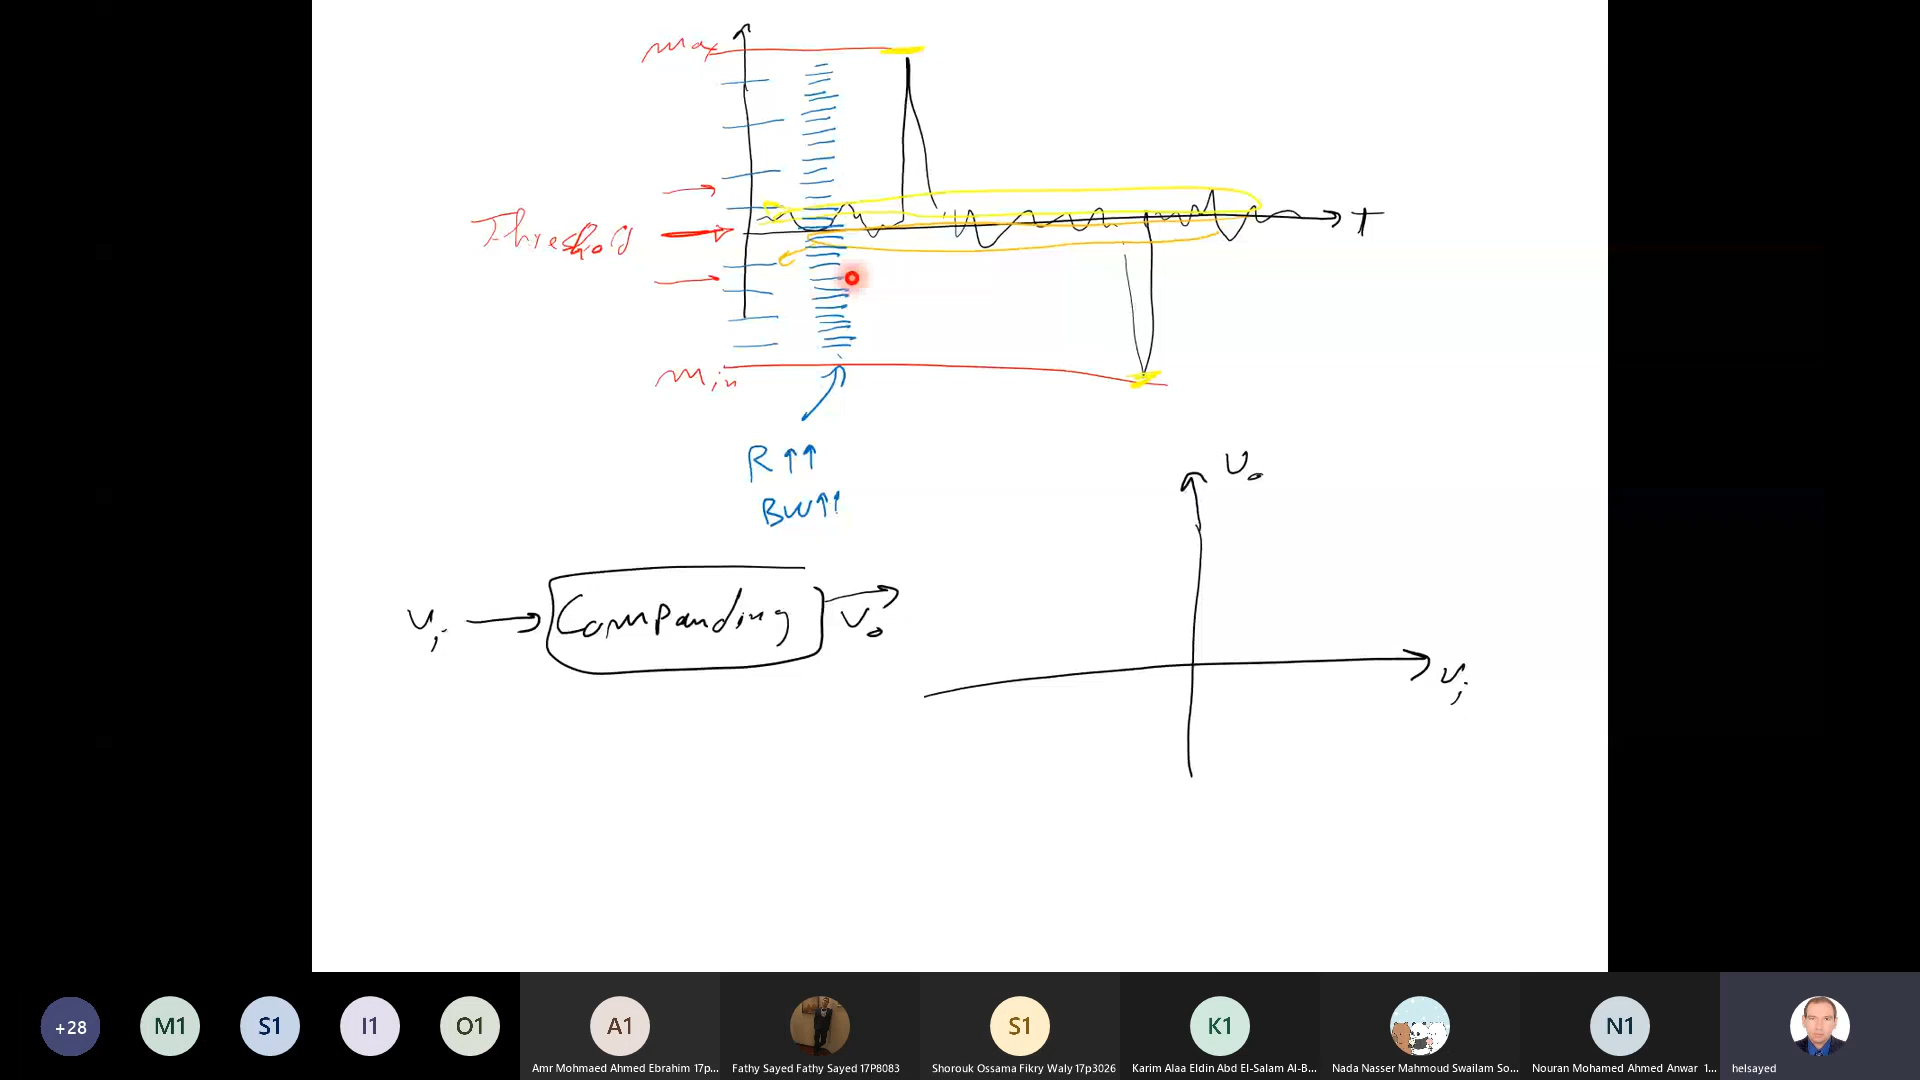 max
Threshold
t
min
R↑↑
BW↑↑
Vo
Vi → Companding → Vo
Vi
+28
M1
S1
I1
O1
A1
S1
K1
N1
Amr Mohmaed Ahmed Ebrahim 17p...
Fathy Sayed Fathy Sayed 17P8083
Shorouk Ossama Fikry Waly 17p3026
Karim Alaa Eldin Abd El-Salam Al-B...
Nada Nasser Mahmoud Swailam So...
Nouran Mohamed Ahmed Anwar 1...
helsayed